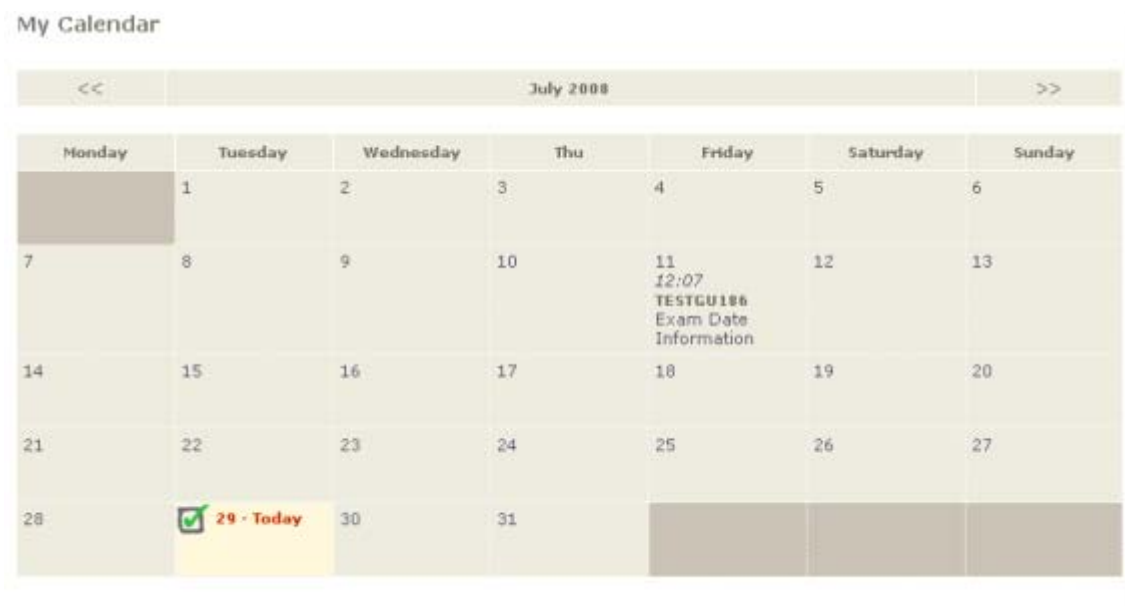 My Calendar
<< July 2008 >>
Monday Tuesday Wednesday Thu Friday Saturday Sunday
1 2 3 4 5 6
7 8 9 10 11 12 13
12:07
TESTGU186
Exam Date
Information
14 15 16 17 18 19 20
21 22 23 24 25 26 27
28 29 - Today 30 31